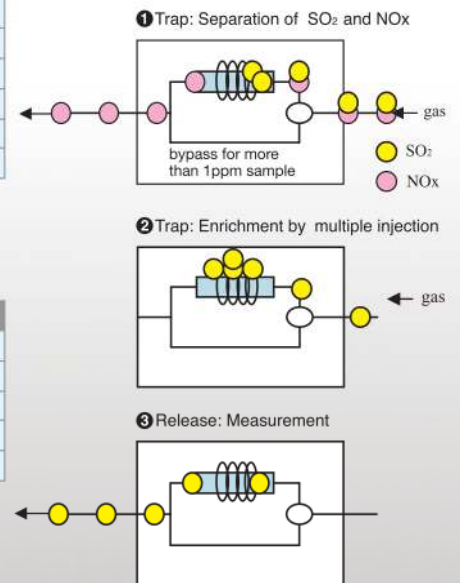 ❶Trap: Separation of SO₂ and NOx
gas
bypass for more
than 1ppm sample
SO₂
NOx
❷Trap: Enrichment by multiple injection
gas
❸Release: Measurement